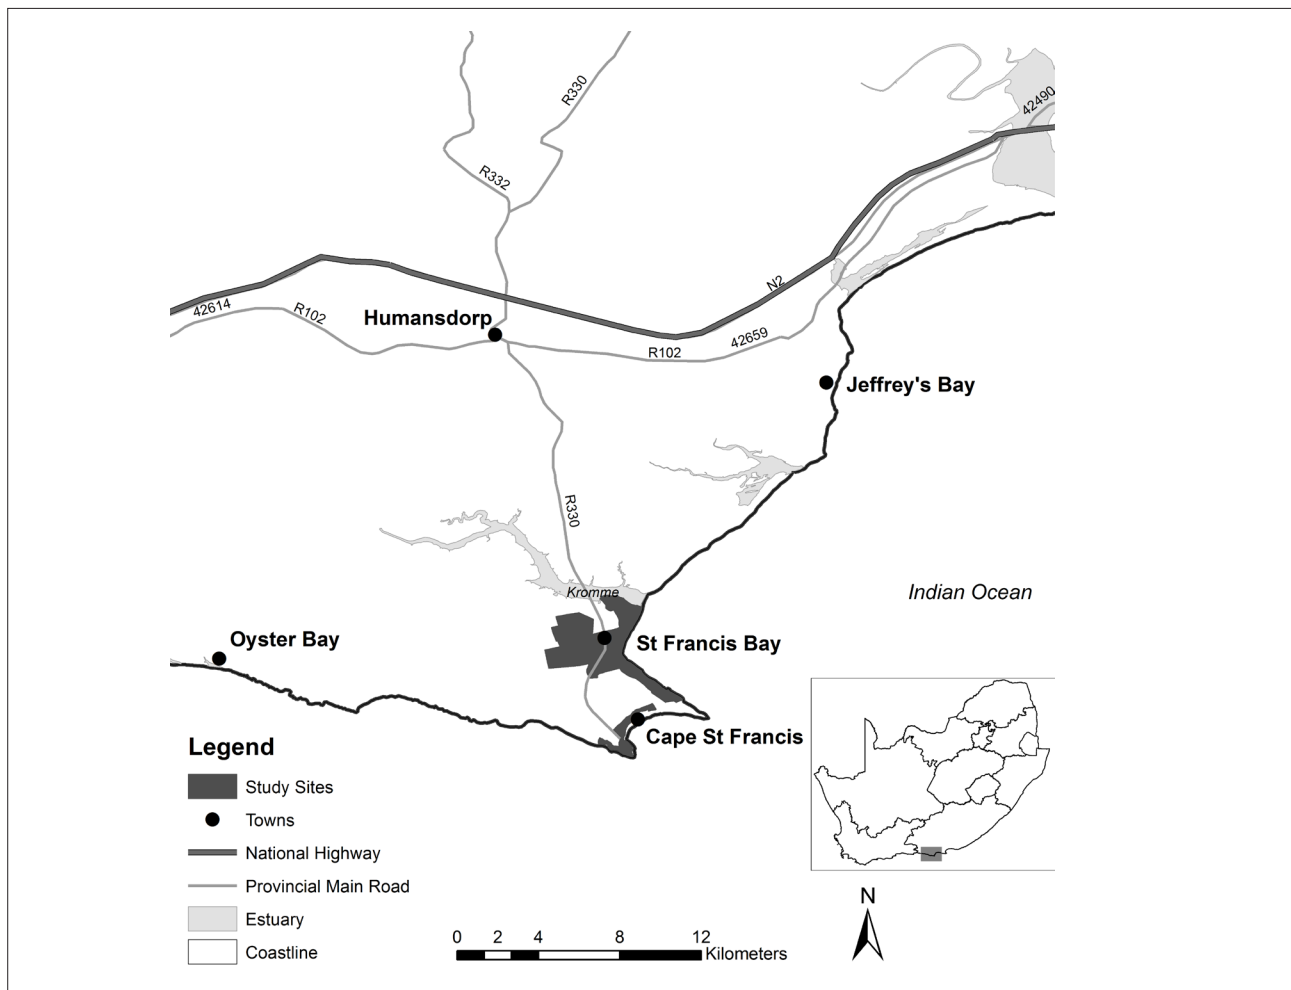 R330
42490
R332
N2
42614
R102
Humansdorp
42659
R102
Jeffrey's Bay
R330
Kromme
Indian Ocean
Oyster Bay
St Francis Bay
Cape St Francis
Legend
Study Sites
Towns
National Highway
Provincial Main Road
Estuary
Coastline
0 2 4 8 12
Kilometers
N